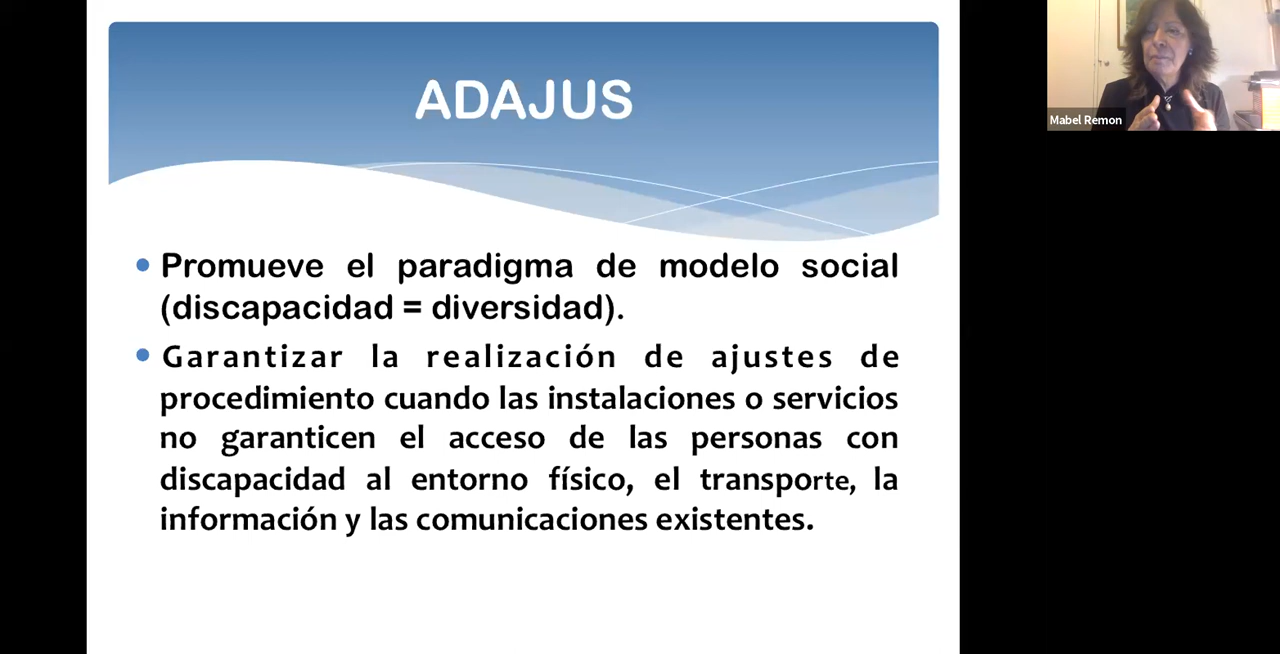 ADAJUS
Mabel Remon
• Promueve el paradigma de modelo social
(discapacidad = diversidad).
• Garantizar la realización de ajustes de
procedimiento cuando las instalaciones o servicios
no garanticen el acceso de las personas con
discapacidad al entorno físico, el transporte, la
información y las comunicaciones existentes.